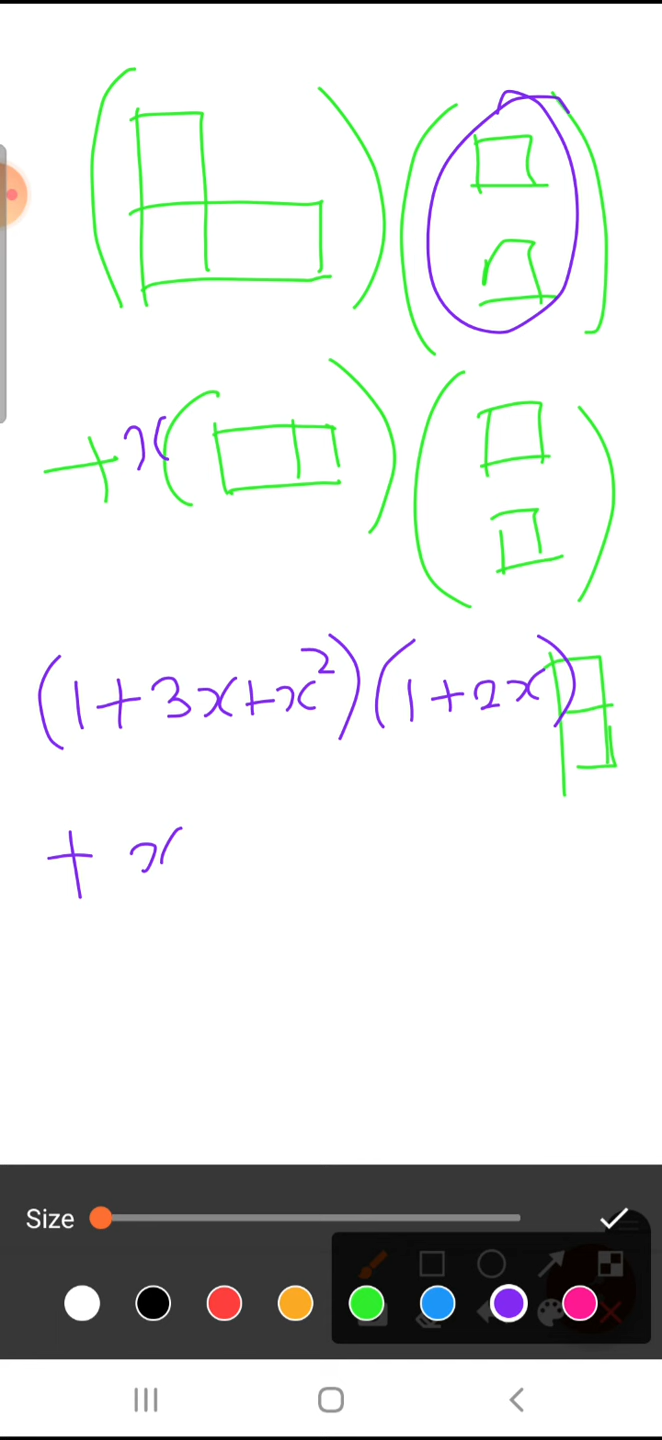 + x
(1+3x+x²)(1+2x)
+ x
Size